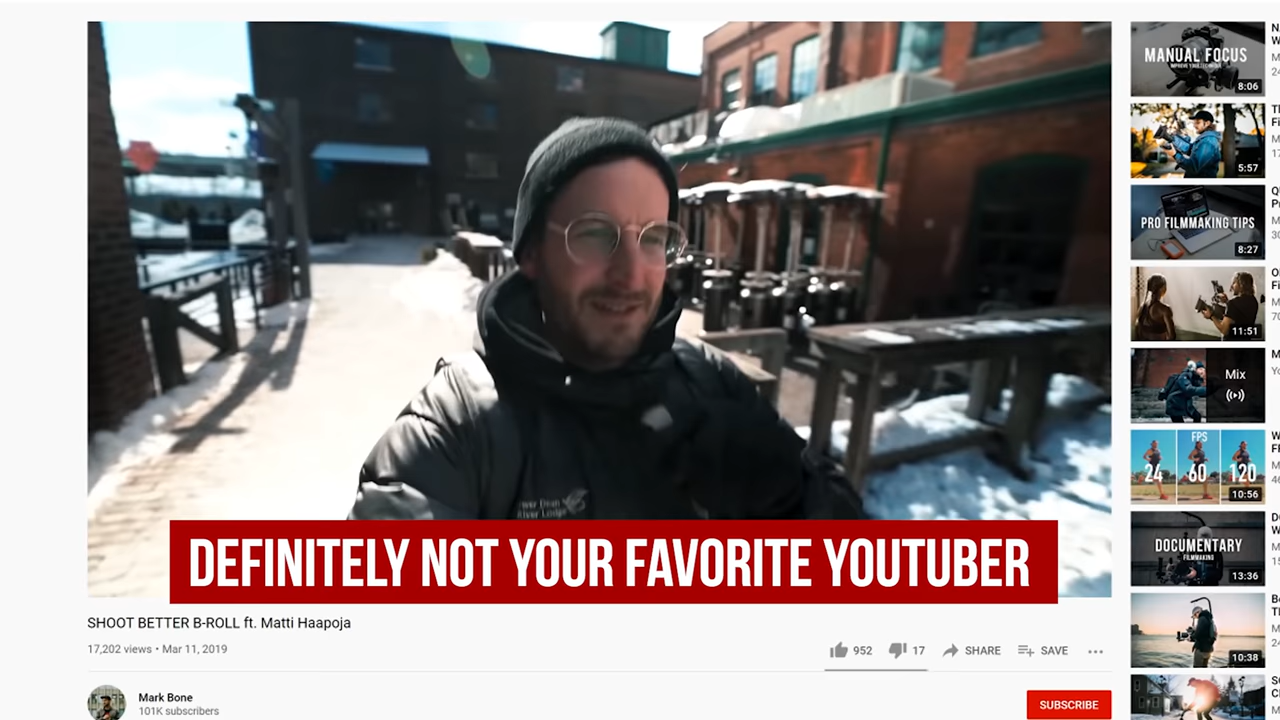 DEFINITELY NOT YOUR FAVORITE YOUTUBER
SHOOT BETTER B-ROLL ft. Matti Haapoja
17,202 views • Mar 11, 2019
952
17
SHARE
SAVE
Mark Bone
101K subscribers
SUBSCRIBE
MANUAL FOCUS
8:06
5:57
PRO FILMMAKING TIPS
8:27
11:51
Mix
FPS
24 60 120
10:56
DOCUMENTARY
FILMMAKING
13:36
10:38